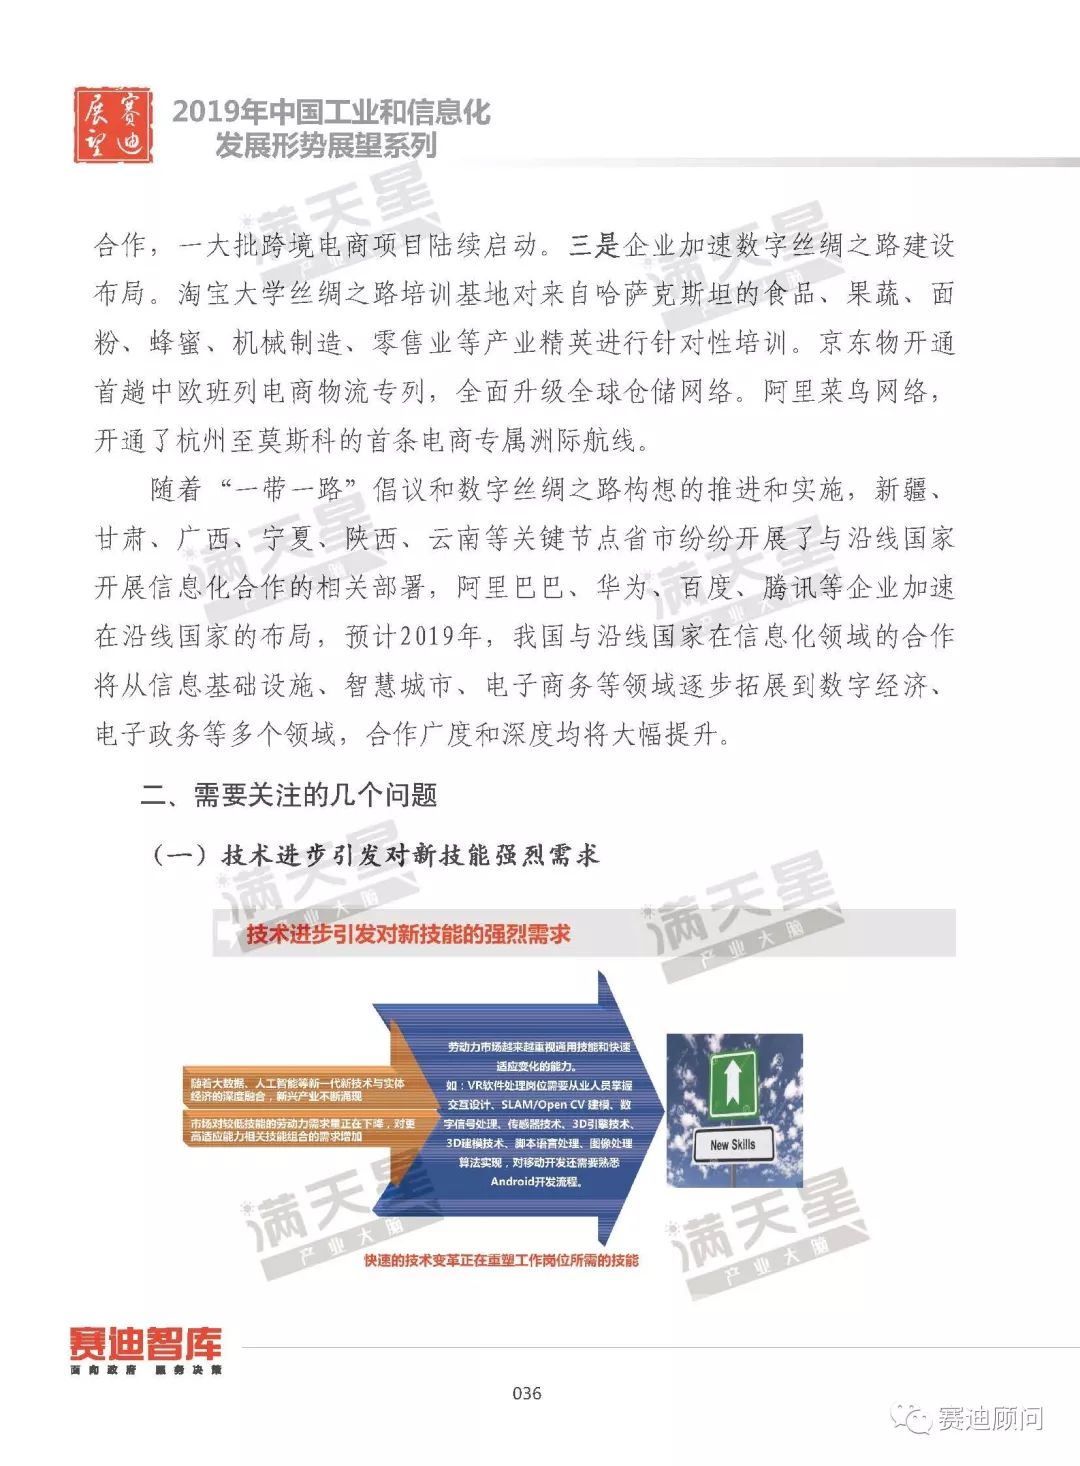 赛迪
展望
2019年中国工业和信息化
发展形势展望系列
合作，一大批跨境电商项目陆续启动。三是企业加速数字丝绸之路建设
布局。淘宝大学丝绸之路培训基地对来自哈萨克斯坦的食品、果蔬、面
粉、蜂蜜、机械制造、零售业等产业精英进行针对性培训。京东物开通
首趟中欧班列电商物流专列，全面升级全球仓储网络。阿里菜鸟网络，
开通了杭州至莫斯科的首条电商专属洲际航线。
随着“一带一路”倡议和数字丝绸之路构想的推进和实施，新疆、
甘肃、广西、宁夏、陕西、云南等关键节点省市纷纷开展了与沿线国家
开展信息化合作的相关部署，阿里巴巴、华为、百度、腾讯等企业加速
在沿线国家的布局，预计2019年，我国与沿线国家在信息化领域的合作
将从信息基础设施、智慧城市、电子商务等领域逐步拓展到数字经济、
电子政务等多个领域，合作广度和深度均将大幅提升。
二、需要关注的几个问题
（一）技术进步引发对新技能强烈需求
技术进步引发对新技能的强烈需求
随着大数据、人工智能等新一代新技术与实体
经济的深度融合，新兴产业不断涌现
市场对较低技能的劳动力需求量正在下降，对更
高适应能力相关技能组合的需求增加
劳动力市场越来越重视通用技能和快速
适应变化的能力。
如：VR软件处理岗位需要从业人员掌握
交互设计、SLAM/Open CV 建模、数
字信号处理、传感器技术、3D引擎技术、
3D建模技术、脚本语言处理、图像处理
算法实现，对移动开发还需要熟悉
Android开发流程。
New Skills
快速的技术变革正在重塑工作岗位所需的技能
满天星
产业大脑
赛迪智库
面向政府 服务决策
036
赛迪顾问